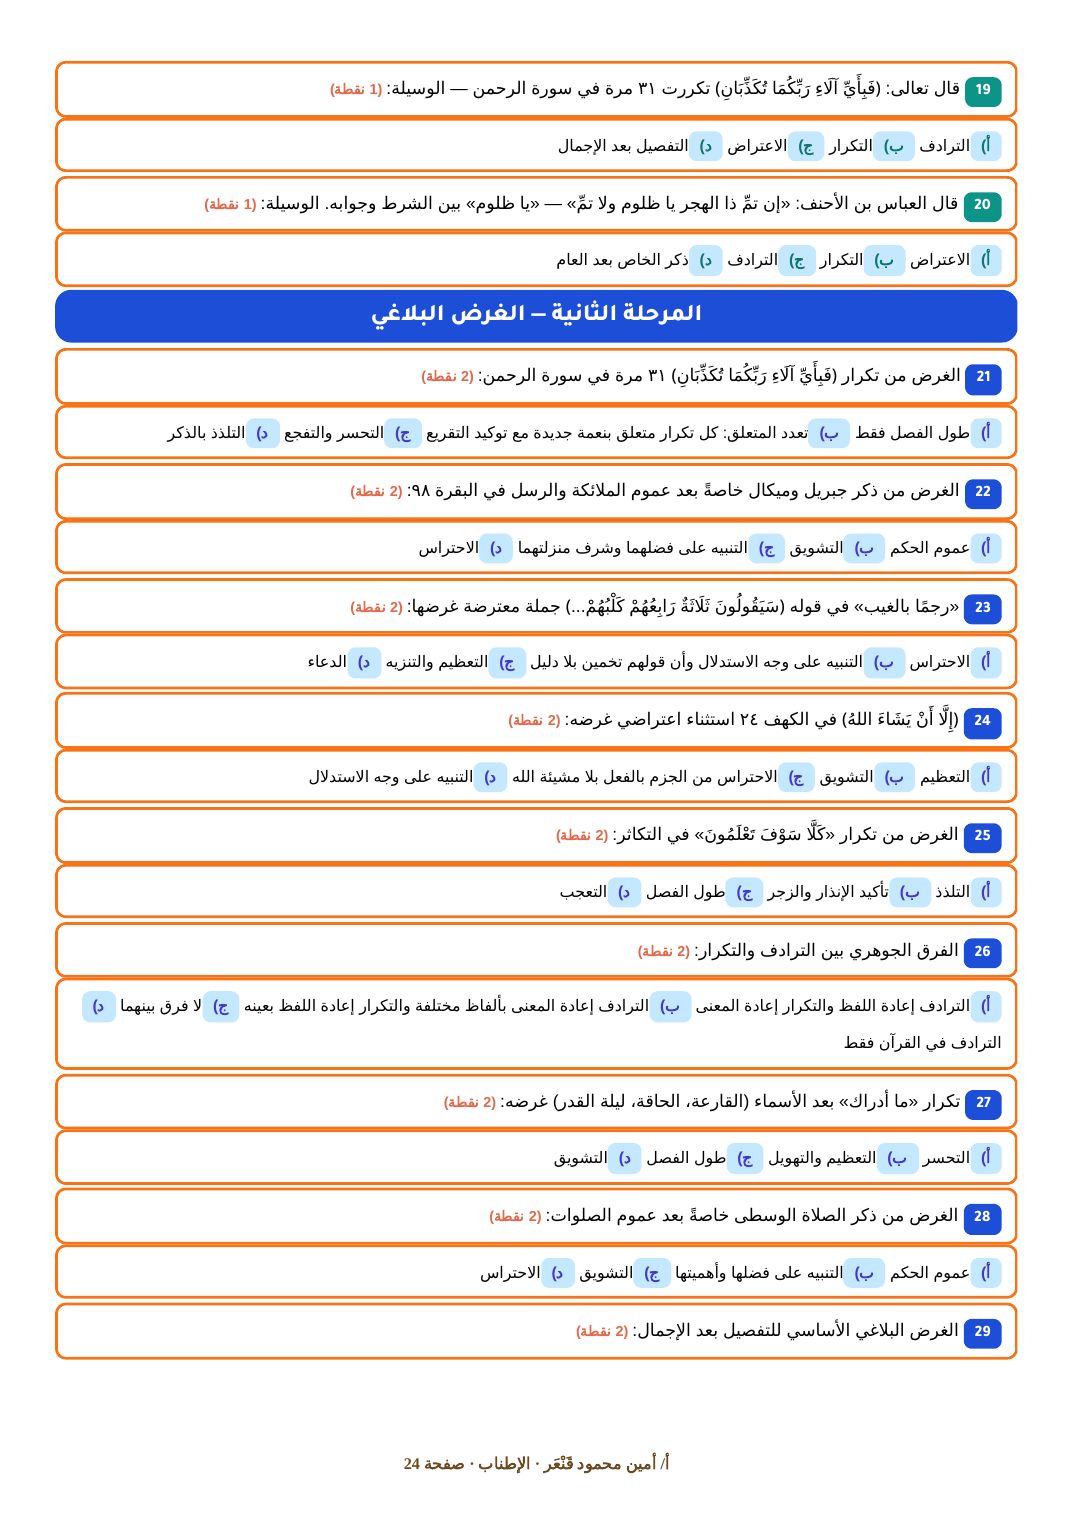 19 قال تعالى: (فَبِأَيِّ آلَاءِ رَبِّكُمَا تُكَذِّبَانِ) تكررت ٣١ مرة في سورة الرحمن — الوسيلة: (1 نقطة)
أ) الترادف ب) التكرار ج) الاعتراض د) التفصيل بعد الإجمال
20 قال العباس بن الأحنف: «إن تمّ ذا الهجر يا ظلوم ولا تمّ» — «يا ظلوم» بين الشرط وجوابه. الوسيلة: (1 نقطة)
أ) الاعتراض ب) التكرار ج) الترادف د) ذكر الخاص بعد العام
المرحلة الثانية – الغرض البلاغي
21 الغرض من تكرار (فَبِأَيِّ آلَاءِ رَبِّكُمَا تُكَذِّبَانِ) ٣١ مرة في سورة الرحمن: (2 نقطة)
أ) طول الفصل فقط ب) تعدد المتعلق: كل تكرار متعلق بنعمة جديدة مع توكيد التقريع ج) التحسر والتفجع د) التلذذ بالذكر
22 الغرض من ذكر جبريل وميكال خاصةً بعد عموم الملائكة والرسل في البقرة ٩٨: (2 نقطة)
أ) عموم الحكم ب) التشويق ج) التنبيه على فضلهما وشرف منزلتهما د) الاحتراس
23 «رجمًا بالغيب» في قوله (سَيَقُولُونَ ثَلَاثَةٌ رَابِعُهُمْ كَلْبُهُمْ...) جملة معترضة غرضها: (2 نقطة)
أ) الاحتراس ب) التنبيه على وجه الاستدلال وأن قولهم تخمين بلا دليل ج) التعظيم والتنزيه د) الدعاء
24 (إِلَّا أَنْ يَشَاءَ اللهُ) في الكهف ٢٤ استثناء اعتراضي غرضه: (2 نقطة)
أ) التعظيم ب) التشويق ج) الاحتراس من الجزم بالفعل بلا مشيئة الله د) التنبيه على وجه الاستدلال
25 الغرض من تكرار «كَلَّا سَوْفَ تَعْلَمُونَ» في التكاثر: (2 نقطة)
أ) التلذذ ب) تأكيد الإنذار والزجر ج) طول الفصل د) التعجب
26 الفرق الجوهري بين الترادف والتكرار: (2 نقطة)
أ) الترادف إعادة اللفظ والتكرار إعادة المعنى ب) الترادف إعادة المعنى بألفاظ مختلفة والتكرار إعادة اللفظ بعينه ج) لا فرق بينهما د)
الترادف في القرآن فقط
27 تكرار «ما أدراك» بعد الأسماء (القارعة، الحاقة، ليلة القدر) غرضه: (2 نقطة)
أ) التحسر ب) التعظيم والتهويل ج) طول الفصل د) التشويق
28 الغرض من ذكر الصلاة الوسطى خاصةً بعد عموم الصلوات: (2 نقطة)
أ) عموم الحكم ب) التنبيه على فضلها وأهميتها ج) التشويق د) الاحتراس
29 الغرض البلاغي الأساسي للتفصيل بعد الإجمال: (2 نقطة)
أ/ أمين محمود قَنْعَر · الإطناب · صفحة 24